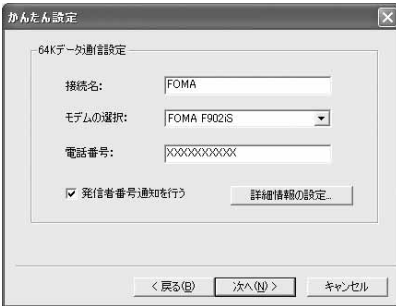 かんたん設定
64Kデータ通信設定
接続名: FOMA
モデムの選択: FOMA F902iS
電話番号: XXXXXXXXXXX
発信者番号通知を行う 詳細情報の設定...
< 戻る(B) 次へ(N) > キャンセル